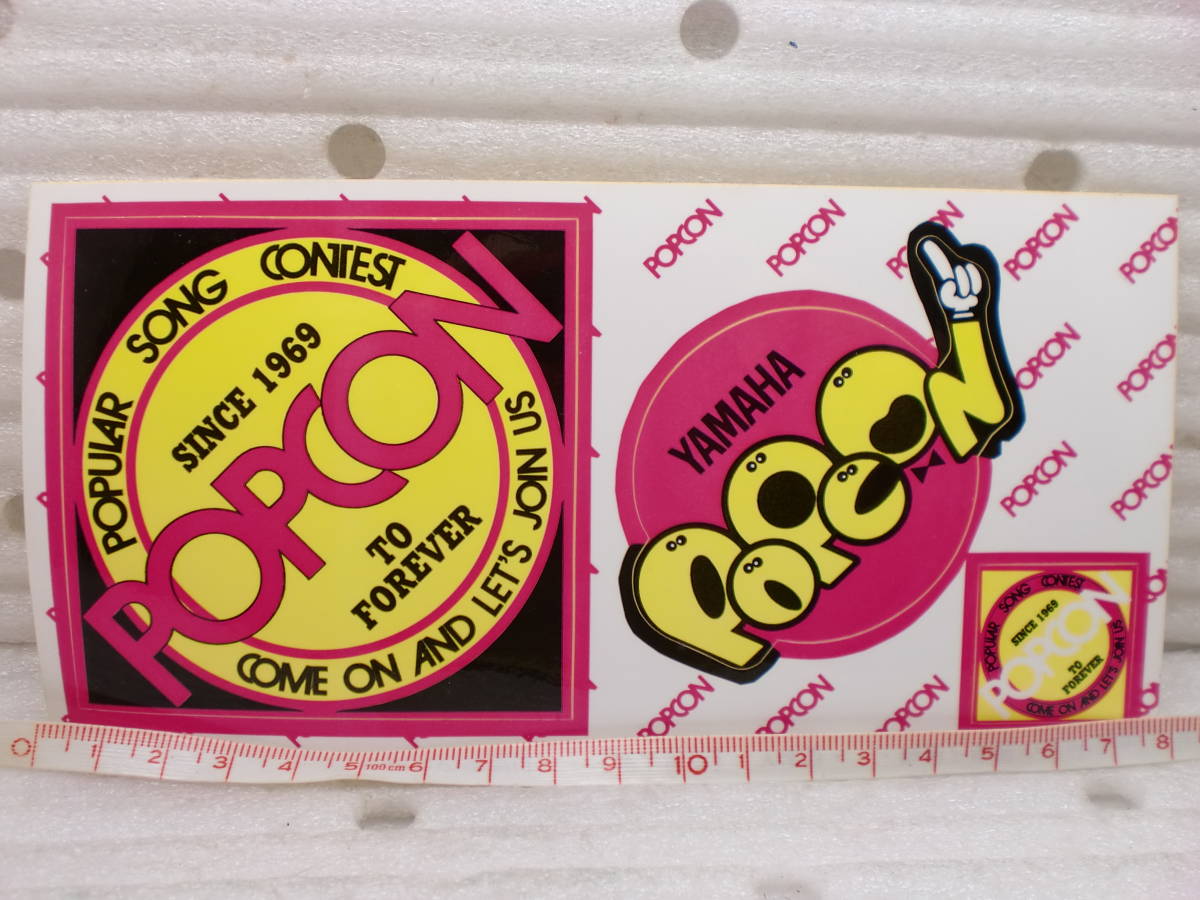 POPULAR SONG CONTEST
SINCE 1969
POPCON
TO
FOREVER
COME ON AND LET'S JOIN US
POPCON POPCON POPCON POPCON POPCON
YAMAHA
POPCON
POPCON
POPCON
POPCON
POPCON
POPULAR SONG CONTEST
SINCE 1969
POPCON
TO
FOREVER
COME ON AND LET'S JOIN US
POPCON POPCON POPCON
1 2 3 4 5 109cm 6 7 8 9 10 1 2 3 4 5 6 7 8